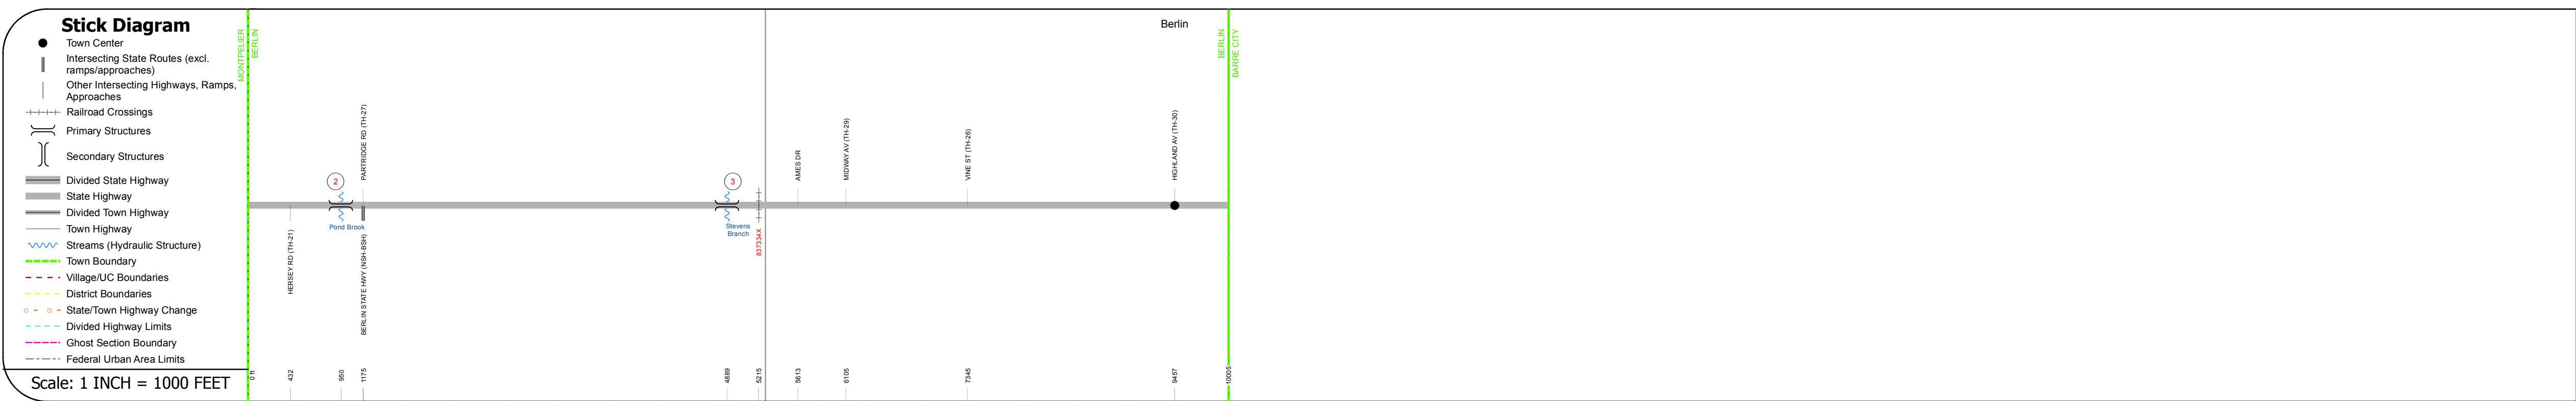 Stick Diagram
Town Center
Intersecting State Routes (excl.
ramps/approaches)
Other Intersecting Highways, Ramps,
Approaches
Railroad Crossings
Primary Structures
Secondary Structures
Divided State Highway
State Highway
Divided Town Highway
Town Highway
Streams (Hydraulic Structure)
Town Boundary
Village/UC Boundaries
District Boundaries
State/Town Highway Change
Divided Highway Limits
Ghost Section Boundary
Federal Urban Area Limits
Scale: 1 INCH = 1000 FEET
MONTPELIER
BERLIN
Berlin
BERLIN
BARRE CITY
PARTRIDGE RD (TH-27)
AMES DR
MIDWAY AV (TH-29)
VINE ST (TH-26)
HIGHLAND AV (TH-30)
2
3
Pond Brook
Stevens
Branch
837334X
HERSEY RD (TH-21)
BERLIN STATE HWY (NSH-BSH)
0 ft
432
950
1175
4889
5215
5613
6105
7345
9457
10005